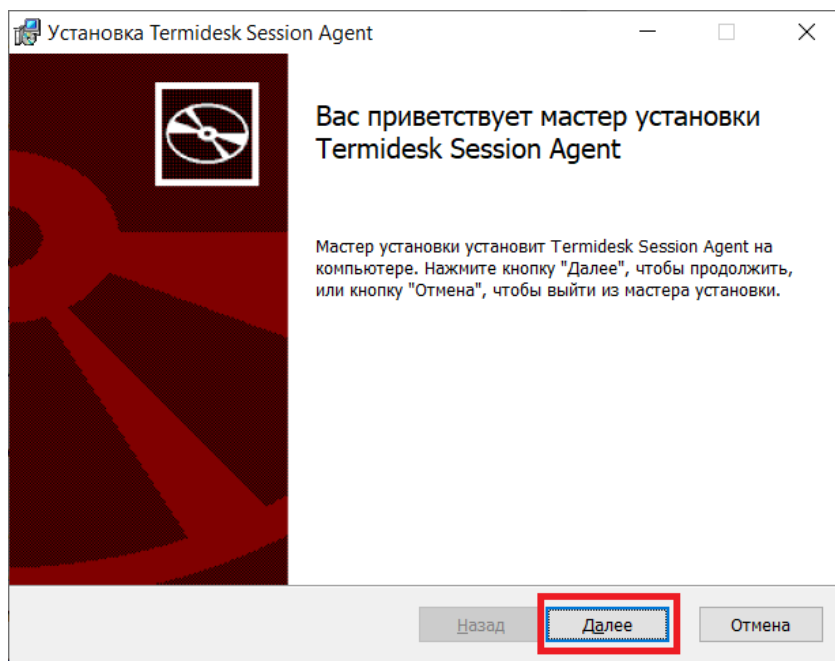 Установка Termidesk Session Agent
Вас приветствует мастер установки
Termidesk Session Agent
Мастер установки установит Termidesk Session Agent на
компьютере. Нажмите кнопку "Далее", чтобы продолжить,
или кнопку "Отмена", чтобы выйти из мастера установки.
Назад Далее Отмена